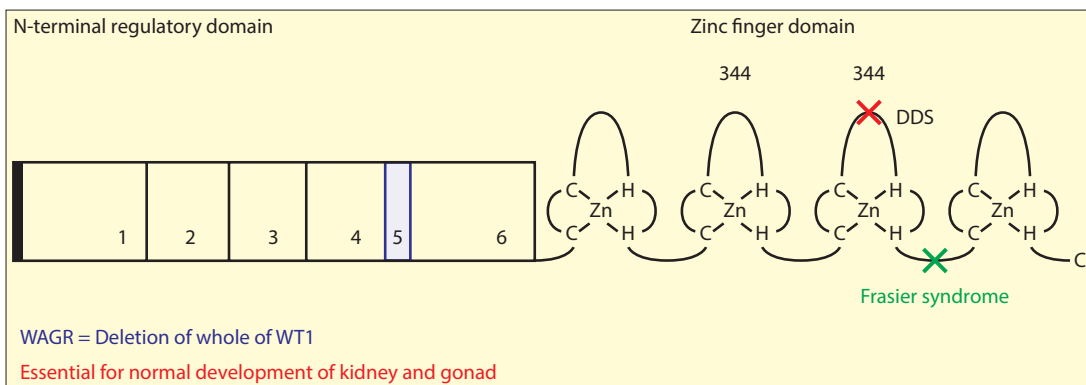 N-terminal regulatory domain
Zinc finger domain
344 344
DDS
C H C H C H C H
Zn Zn Zn Zn
C H C H C H C H
1 2 3 4 5 6
C
Frasier syndrome
WAGR = Deletion of whole of WT1
Essential for normal development of kidney and gonad